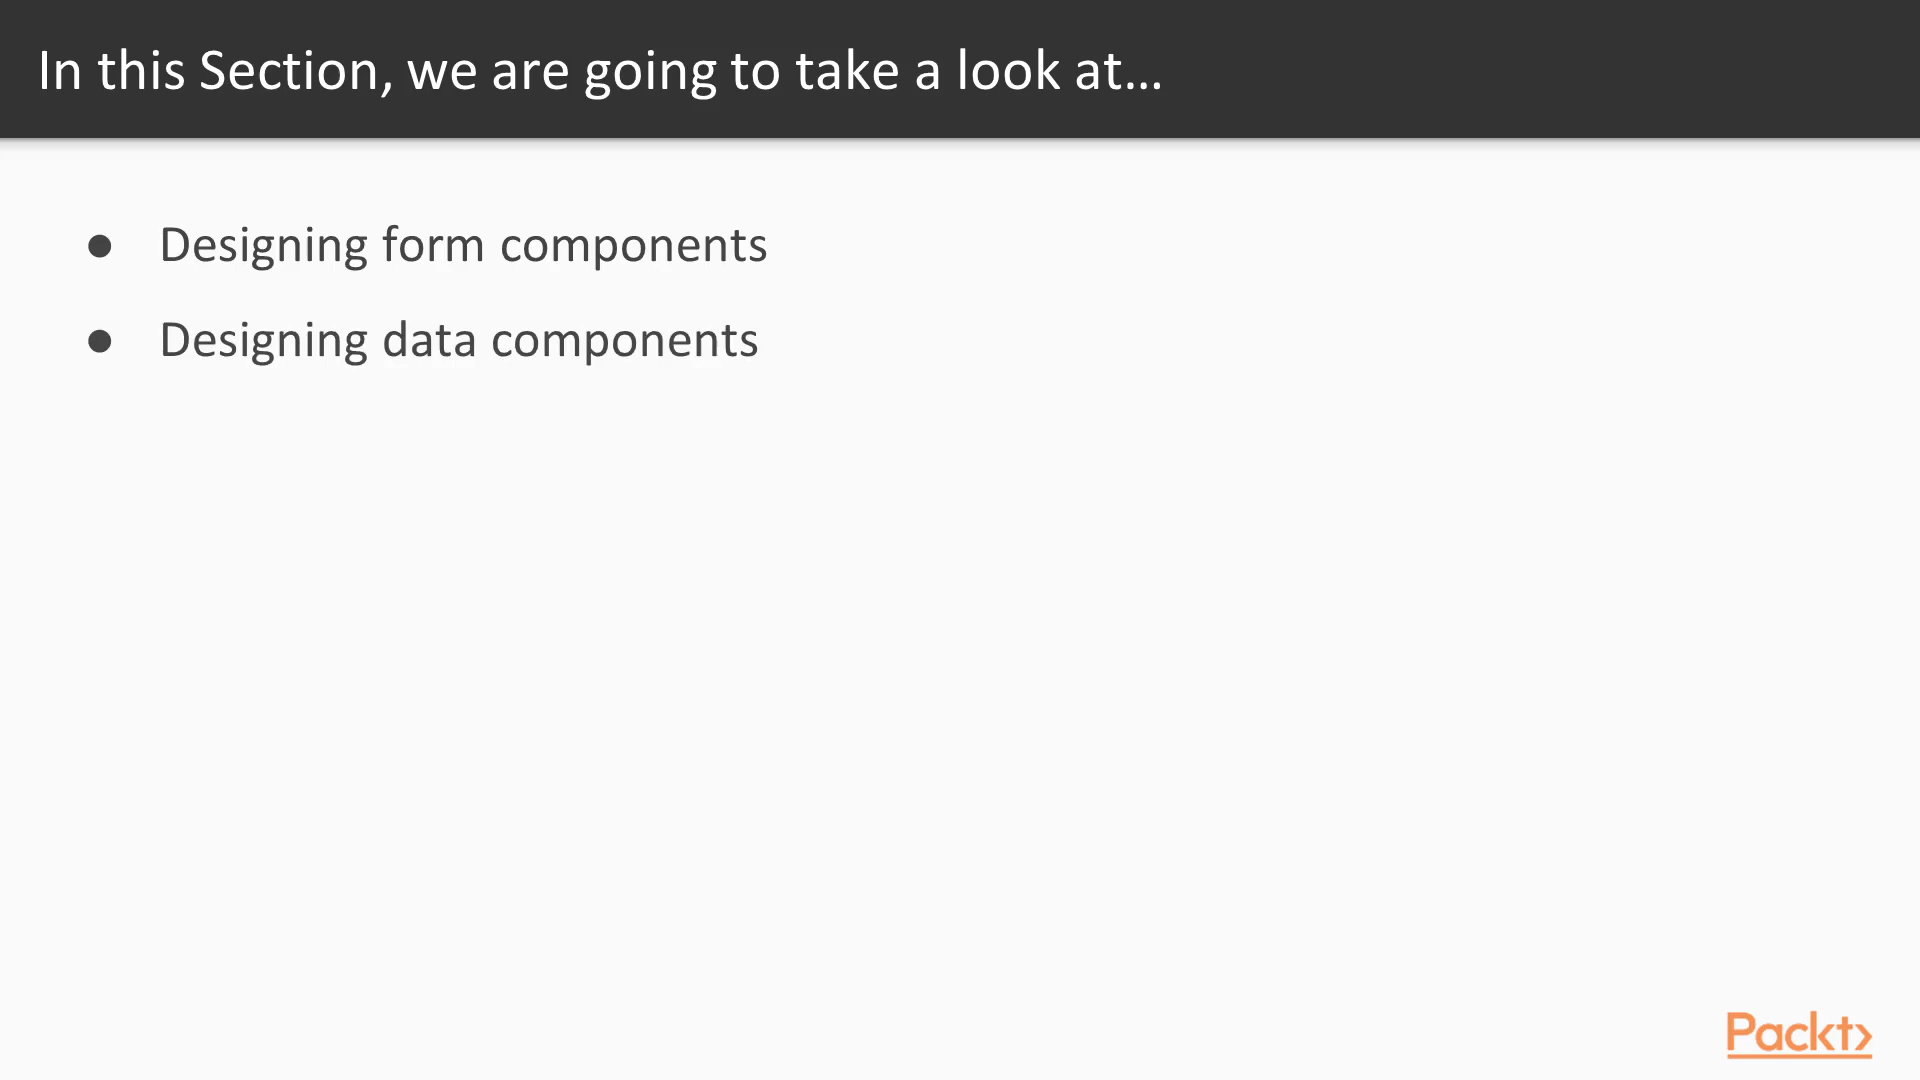 In this Section, we are going to take a look at...
● Designing form components
● Designing data components
Packt>